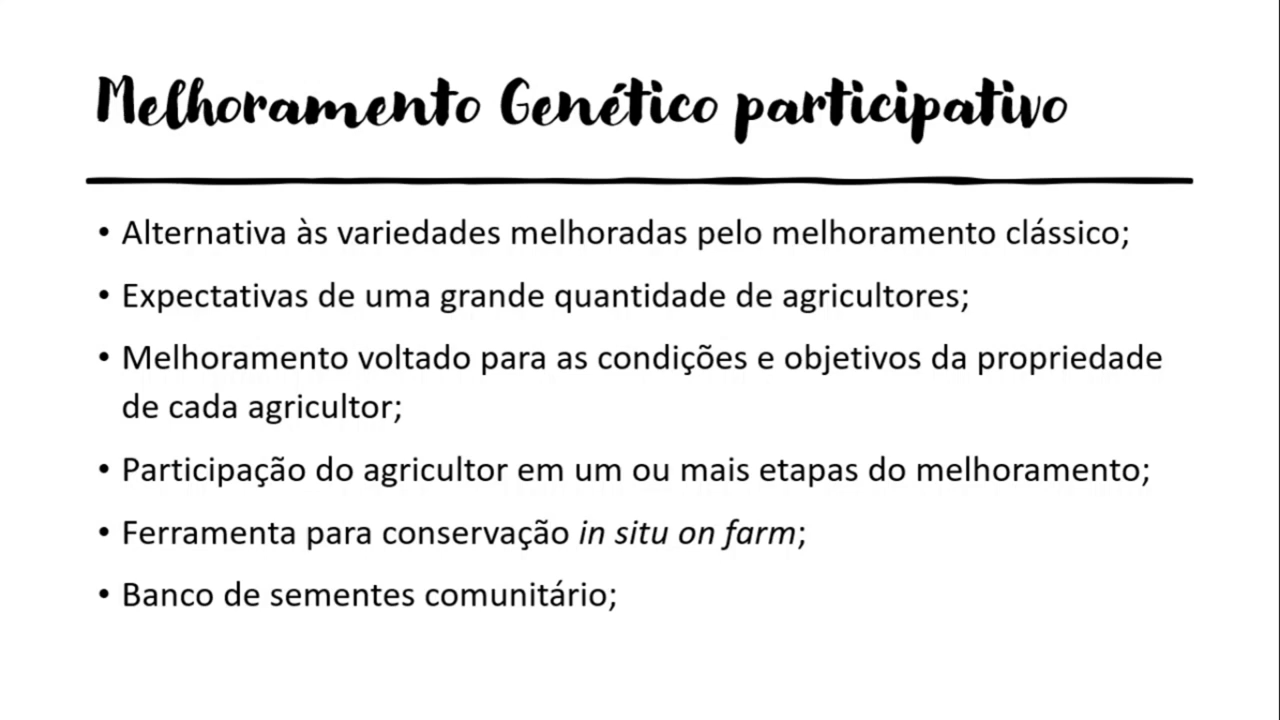 Melhoramento Genético participativo
• Alternativa às variedades melhoradas pelo melhoramento clássico;
• Expectativas de uma grande quantidade de agricultores;
• Melhoramento voltado para as condições e objetivos da propriedade
de cada agricultor;
• Participação do agricultor em um ou mais etapas do melhoramento;
• Ferramenta para conservação in situ on farm;
• Banco de sementes comunitário;